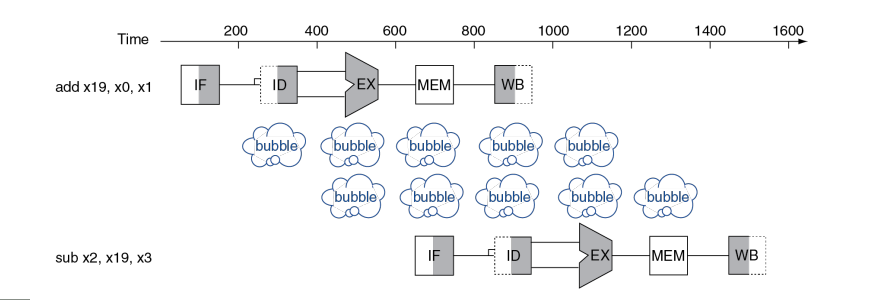 Time 200 400 600 800 1000 1200 1400 1600
add x19, x0, x1 IF ID EX MEM WB
bubble bubble bubble bubble bubble
bubble bubble bubble bubble bubble
sub x2, x19, x3 IF ID EX MEM WB